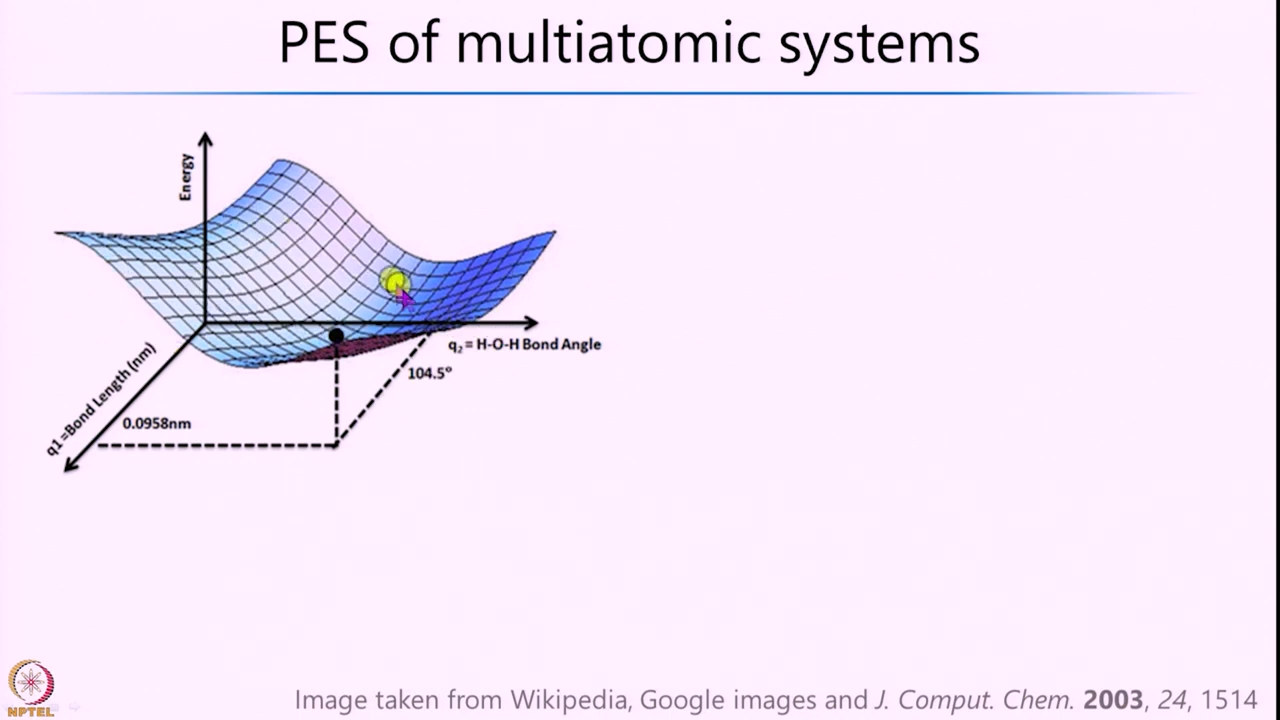 PES of multiatomic systems
Energy
q₂ = H-O-H Bond Angle
104.5°
q1 =Bond Length (nm)
0.0958nm
NPTEL
Image taken from Wikipedia, Google images and J. Comput. Chem. 2003, 24, 1514